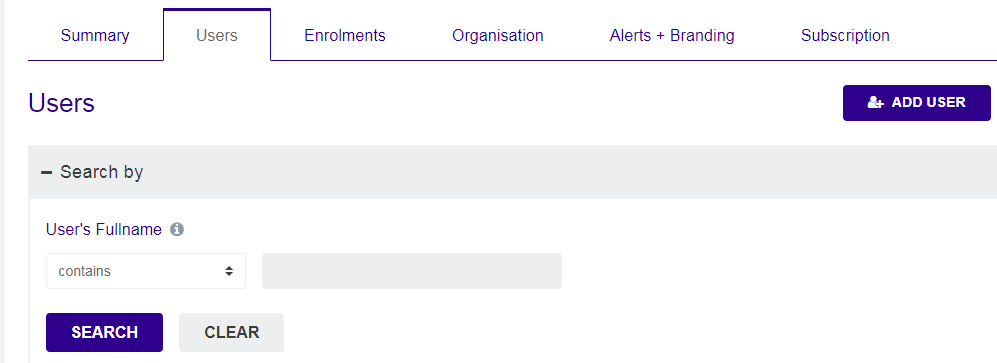 Summary Users Enrolments Organisation Alerts + Branding Subscription
Users ADD USER
Search by
User's Fullname
contains
SEARCH CLEAR